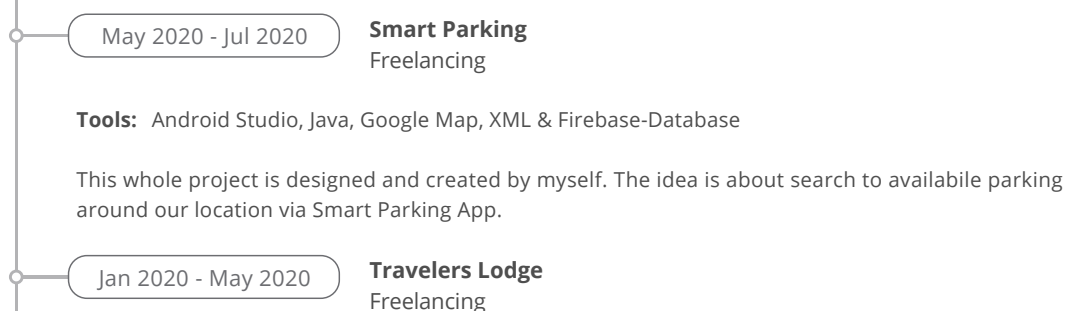 May 2020 - Jul 2020
Smart Parking
Freelancing
Tools: Android Studio, Java, Google Map, XML & Firebase-Database
This whole project is designed and created by myself. The idea is about search to availabile parking
around our location via Smart Parking App.
Jan 2020 - May 2020
Travelers Lodge
Freelancing